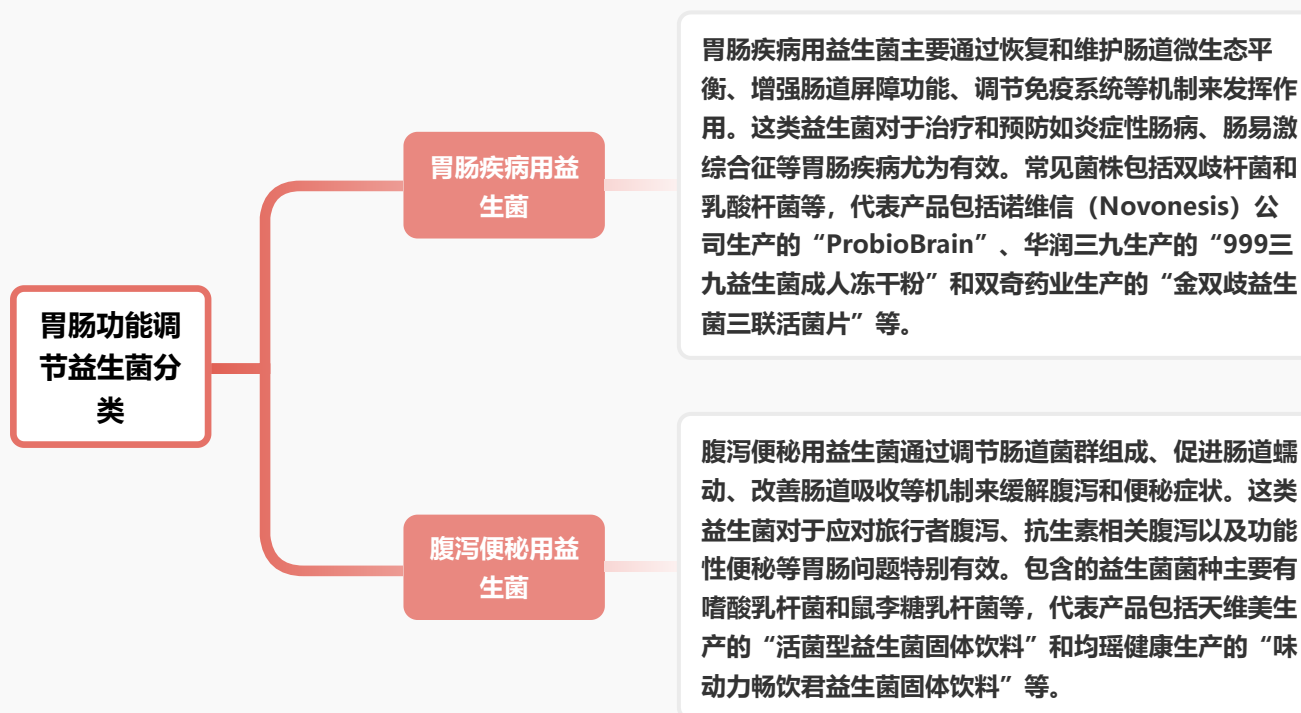 胃肠功能调
节益生菌分
类
胃肠疾病用益
生菌
胃肠疾病用益生菌主要通过恢复和维护肠道微生态平
衡、增强肠道屏障功能、调节免疫系统等机制来发挥作
用。这类益生菌对于治疗和预防如炎症性肠病、肠易激
综合征等胃肠疾病尤为有效。常见菌株包括双歧杆菌和
乳酸杆菌等，代表产品包括诺维信（Novonesis）公
司生产的“ProbioBrain”、华润三九生产的“999三
九益生菌成人冻干粉”和双奇药业生产的“金双歧益生
菌三联活菌片”等。
腹泻便秘用益
生菌
腹泻便秘用益生菌通过调节肠道菌群组成、促进肠道蠕
动、改善肠道吸收等机制来缓解腹泻和便秘症状。这类
益生菌对于应对旅行者腹泻、抗生素相关腹泻以及功能
性便秘等胃肠问题特别有效。包含的益生菌菌种主要有
嗜酸乳杆菌和鼠李糖乳杆菌等，代表产品包括天维美生
产的“活菌型益生菌固体饮料”和均瑶健康生产的“味
动力畅饮君益生菌固体饮料”等。